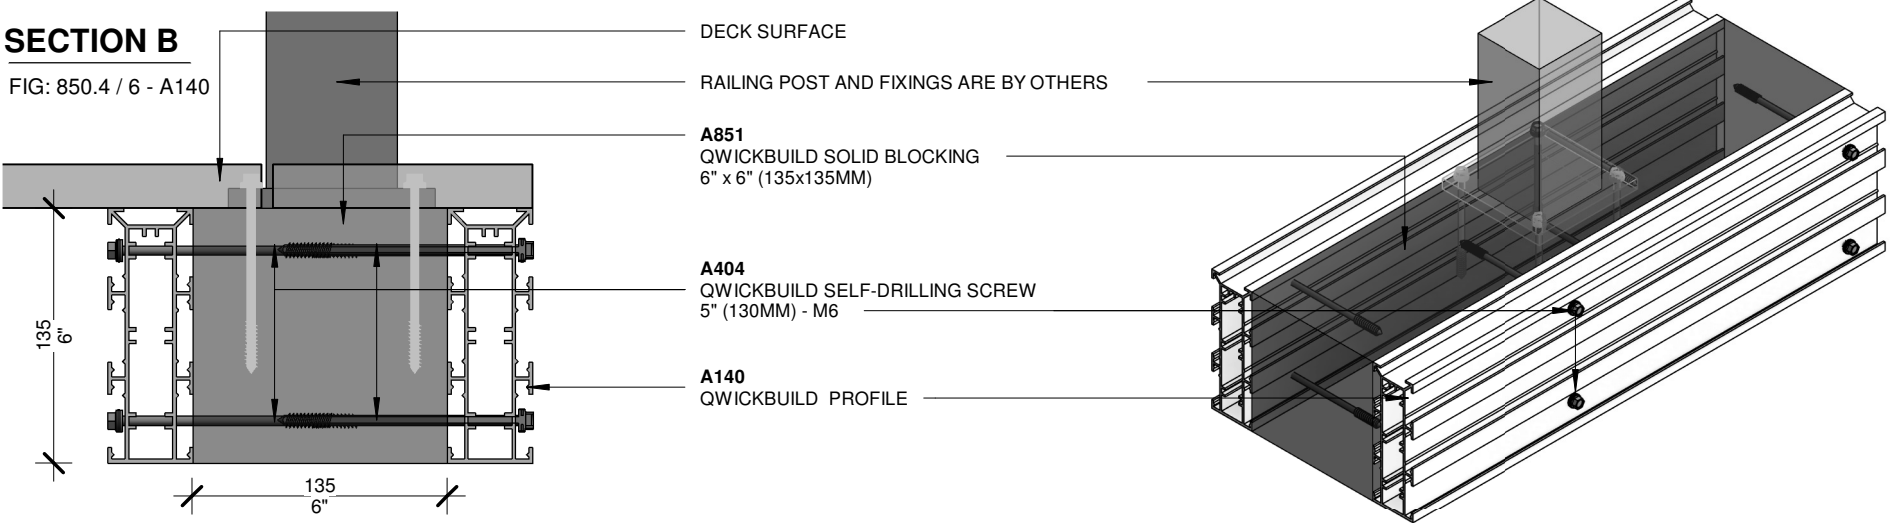 SECTION B
FIG: 850.4 / 6 - A140
DECK SURFACE
RAILING POST AND FIXINGS ARE BY OTHERS
A851
QWICKBUILD SOLID BLOCKING
6" x 6" (135x135MM)
A404
QWICKBUILD SELF-DRILLING SCREW
5" (130MM) - M6
A140
QWICKBUILD PROFILE
135
6"
135
6"